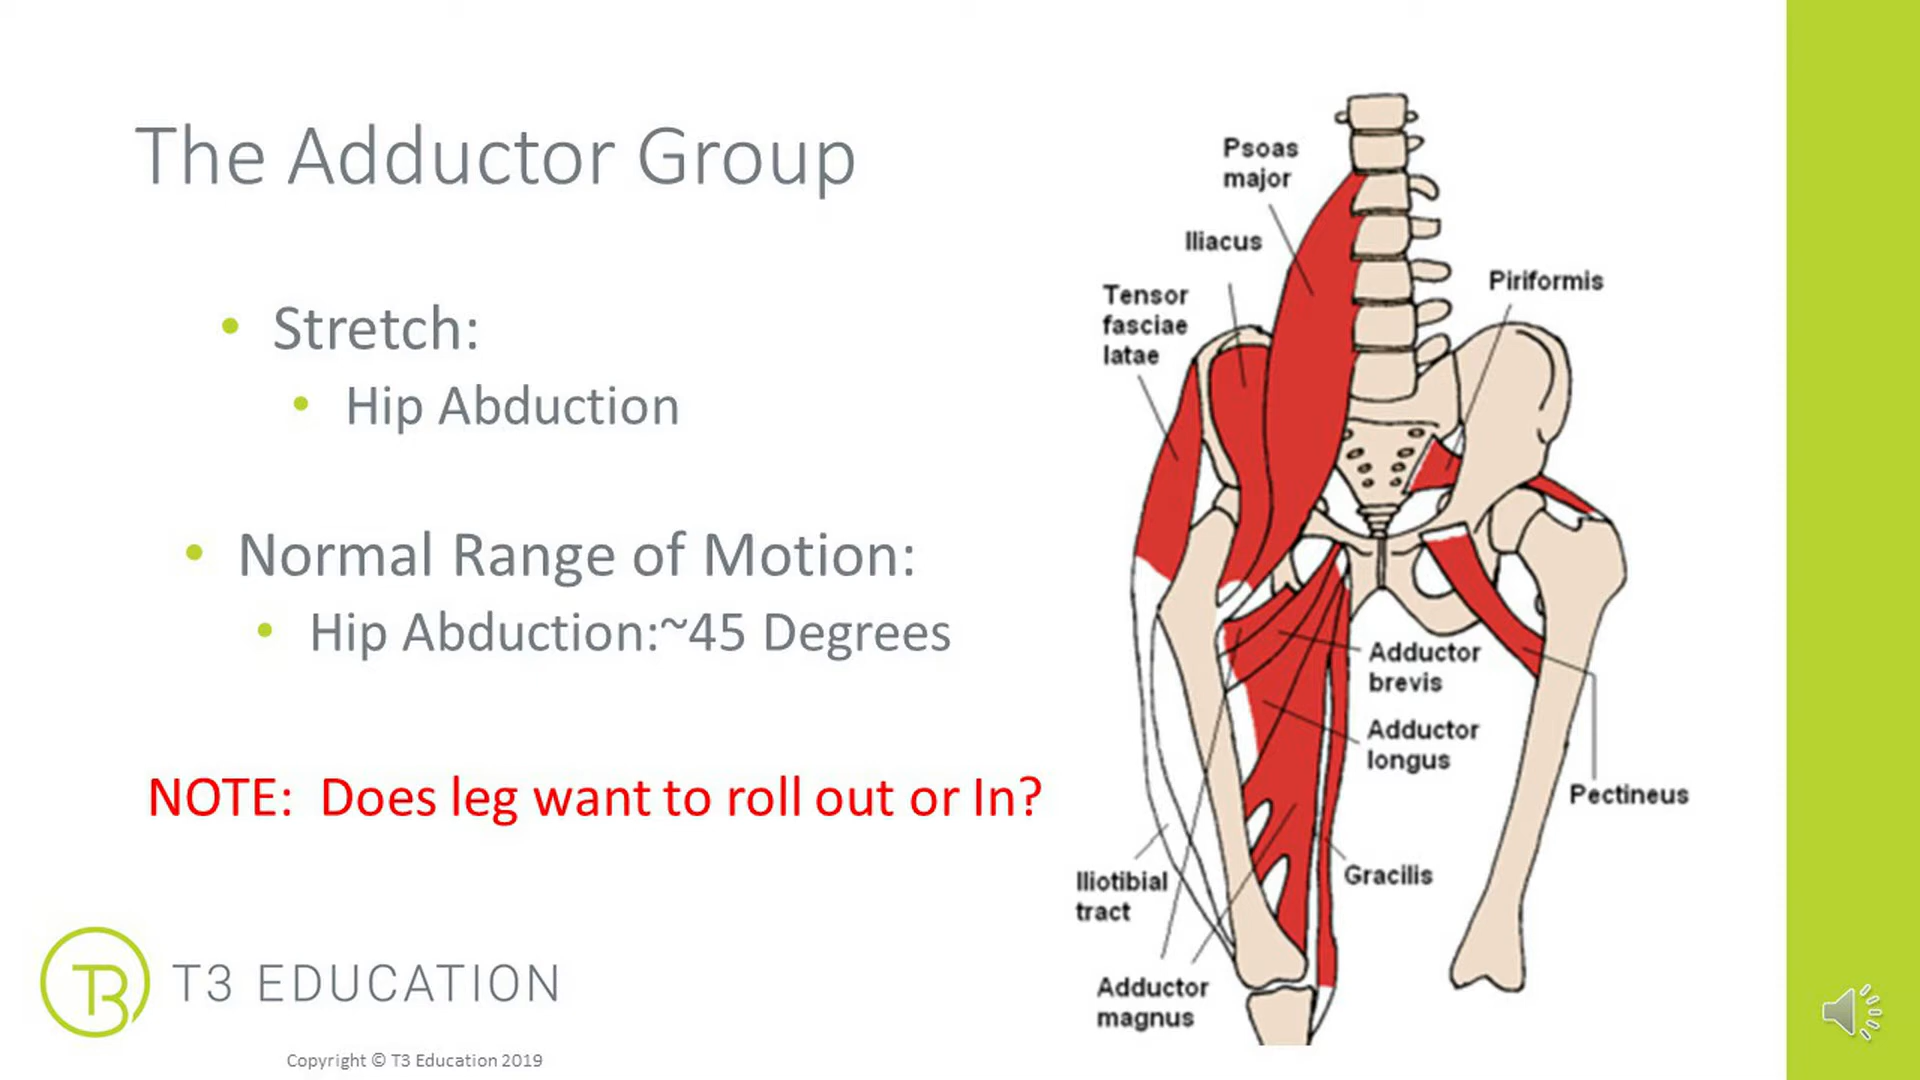 The Adductor Group
• Stretch:
• Hip Abduction
• Normal Range of Motion:
• Hip Abduction:~45 Degrees
NOTE:  Does leg want to roll out or In?
T3 EDUCATION
Copyright © T3 Education 2019
Psoas
major
Iliacus
Tensor
fasciae
latae
Piriformis
Adductor
brevis
Adductor
longus
Pectineus
Gracilis
Iliotibial
tract
Adductor
magnus